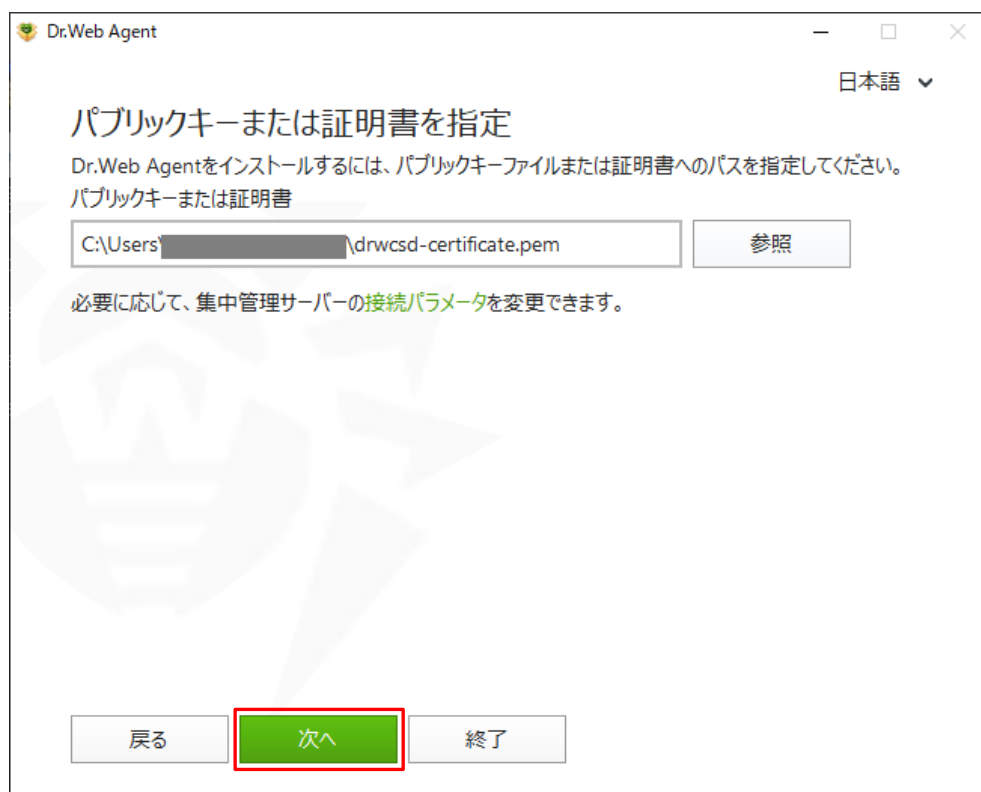 Dr.Web Agent
日本語
パブリックキーまたは証明書を指定
Dr.Web Agentをインストールするには、パブリックキーファイルまたは証明書へのパスを指定してください。
パブリックキーまたは証明書
C:\Users\ \drwcsd-certificate.pem 参照
必要に応じて、集中管理サーバーの接続パラメータを変更できます。
戻る 次へ 終了